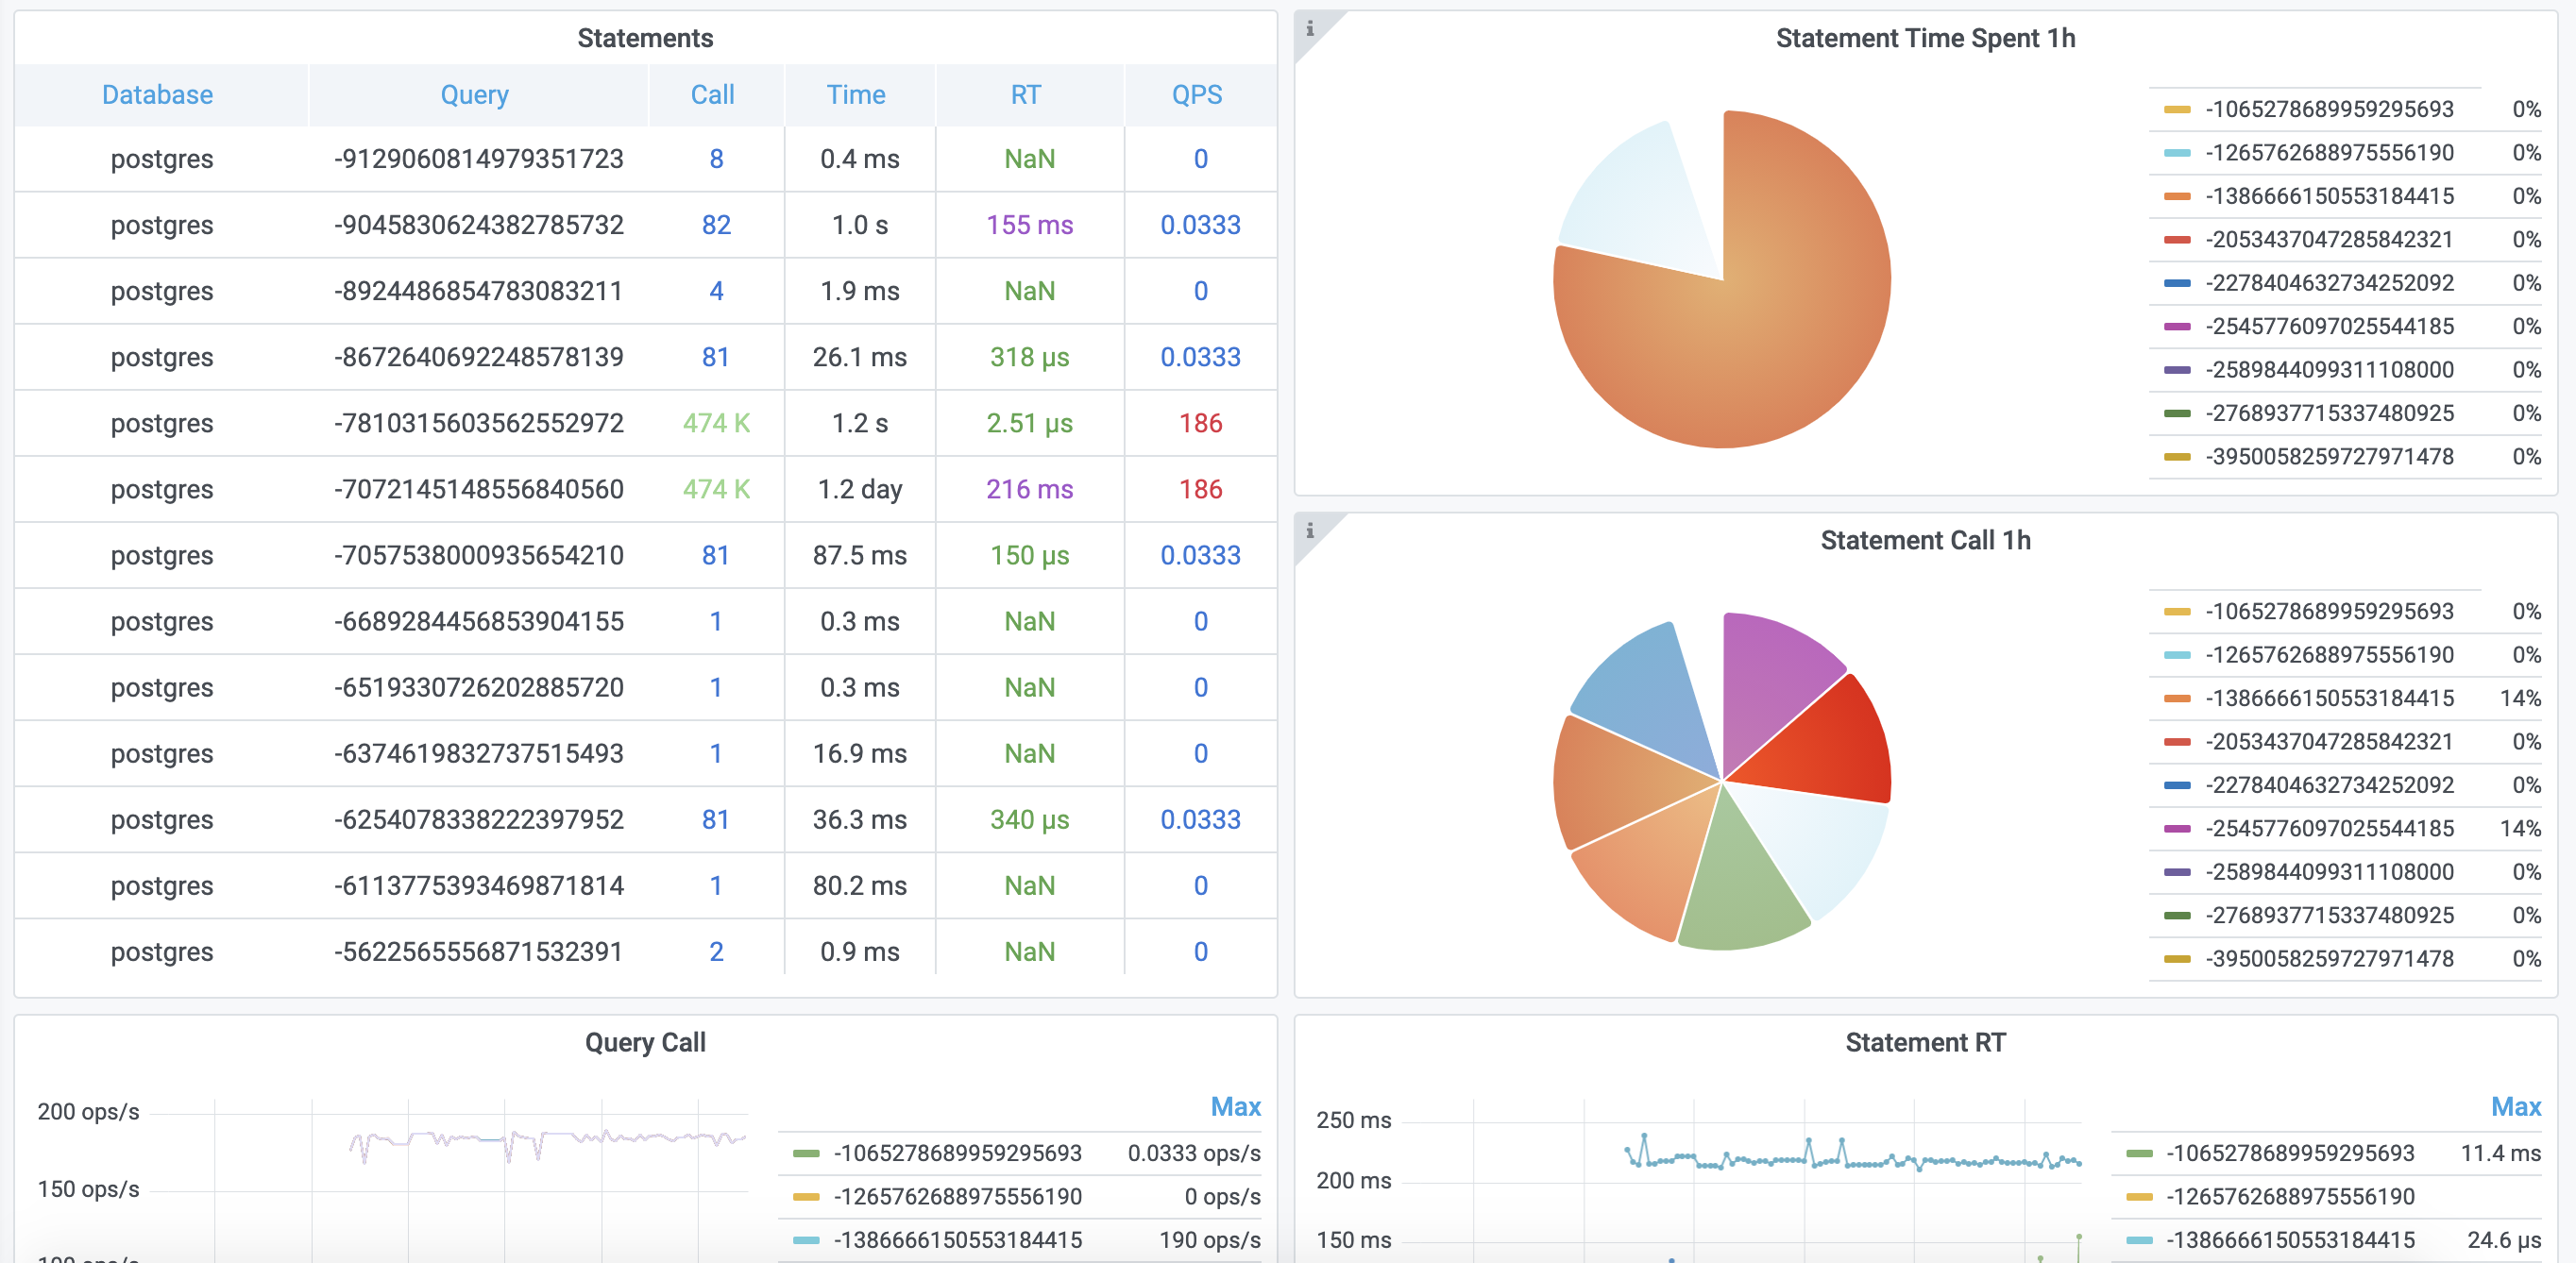 Statements
Database Query Call Time RT QPS
postgres -9129060814979351723 8 0.4 ms NaN 0
postgres -9045830624382785732 82 1.0 s 155 ms 0.0333
postgres -8924486854783083211 4 1.9 ms NaN 0
postgres -8672640692248578139 81 26.1 ms 318 µs 0.0333
postgres -7810315603562552972 474 K 1.2 s 2.51 µs 186
postgres -7072145148556840560 474 K 1.2 day 216 ms 186
postgres -7057538000935654210 81 87.5 ms 150 µs 0.0333
postgres -6689284456853904155 1 0.3 ms NaN 0
postgres -6519330726202885720 1 0.3 ms NaN 0
postgres -6374619832737515493 1 16.9 ms NaN 0
postgres -6254078338222397952 81 36.3 ms 340 µs 0.0333
postgres -6113775393469871814 1 80.2 ms NaN 0
postgres -5622565556871532391 2 0.9 ms NaN 0
i
Statement Time Spent 1h
-1065278689959295693 0%
-1265762688975556190 0%
-1386666150553184415 0%
-2053437047285842321 0%
-2278404632734252092 0%
-2545776097025544185 0%
-2589844099311108000 0%
-2768937715337480925 0%
-3950058259727971478 0%
i
Statement Call 1h
-1065278689959295693 0%
-1265762688975556190 0%
-1386666150553184415 14%
-2053437047285842321 0%
-2278404632734252092 0%
-2545776097025544185 14%
-2589844099311108000 0%
-2768937715337480925 0%
-3950058259727971478 0%
Query Call
200 ops/s
150 ops/s
Max
-1065278689959295693 0.0333 ops/s
-1265762688975556190 0 ops/s
-1386666150553184415 190 ops/s
Statement RT
250 ms
200 ms
150 ms
Max
-1065278689959295693 11.4 ms
-1265762688975556190
-1386666150553184415 24.6 µs